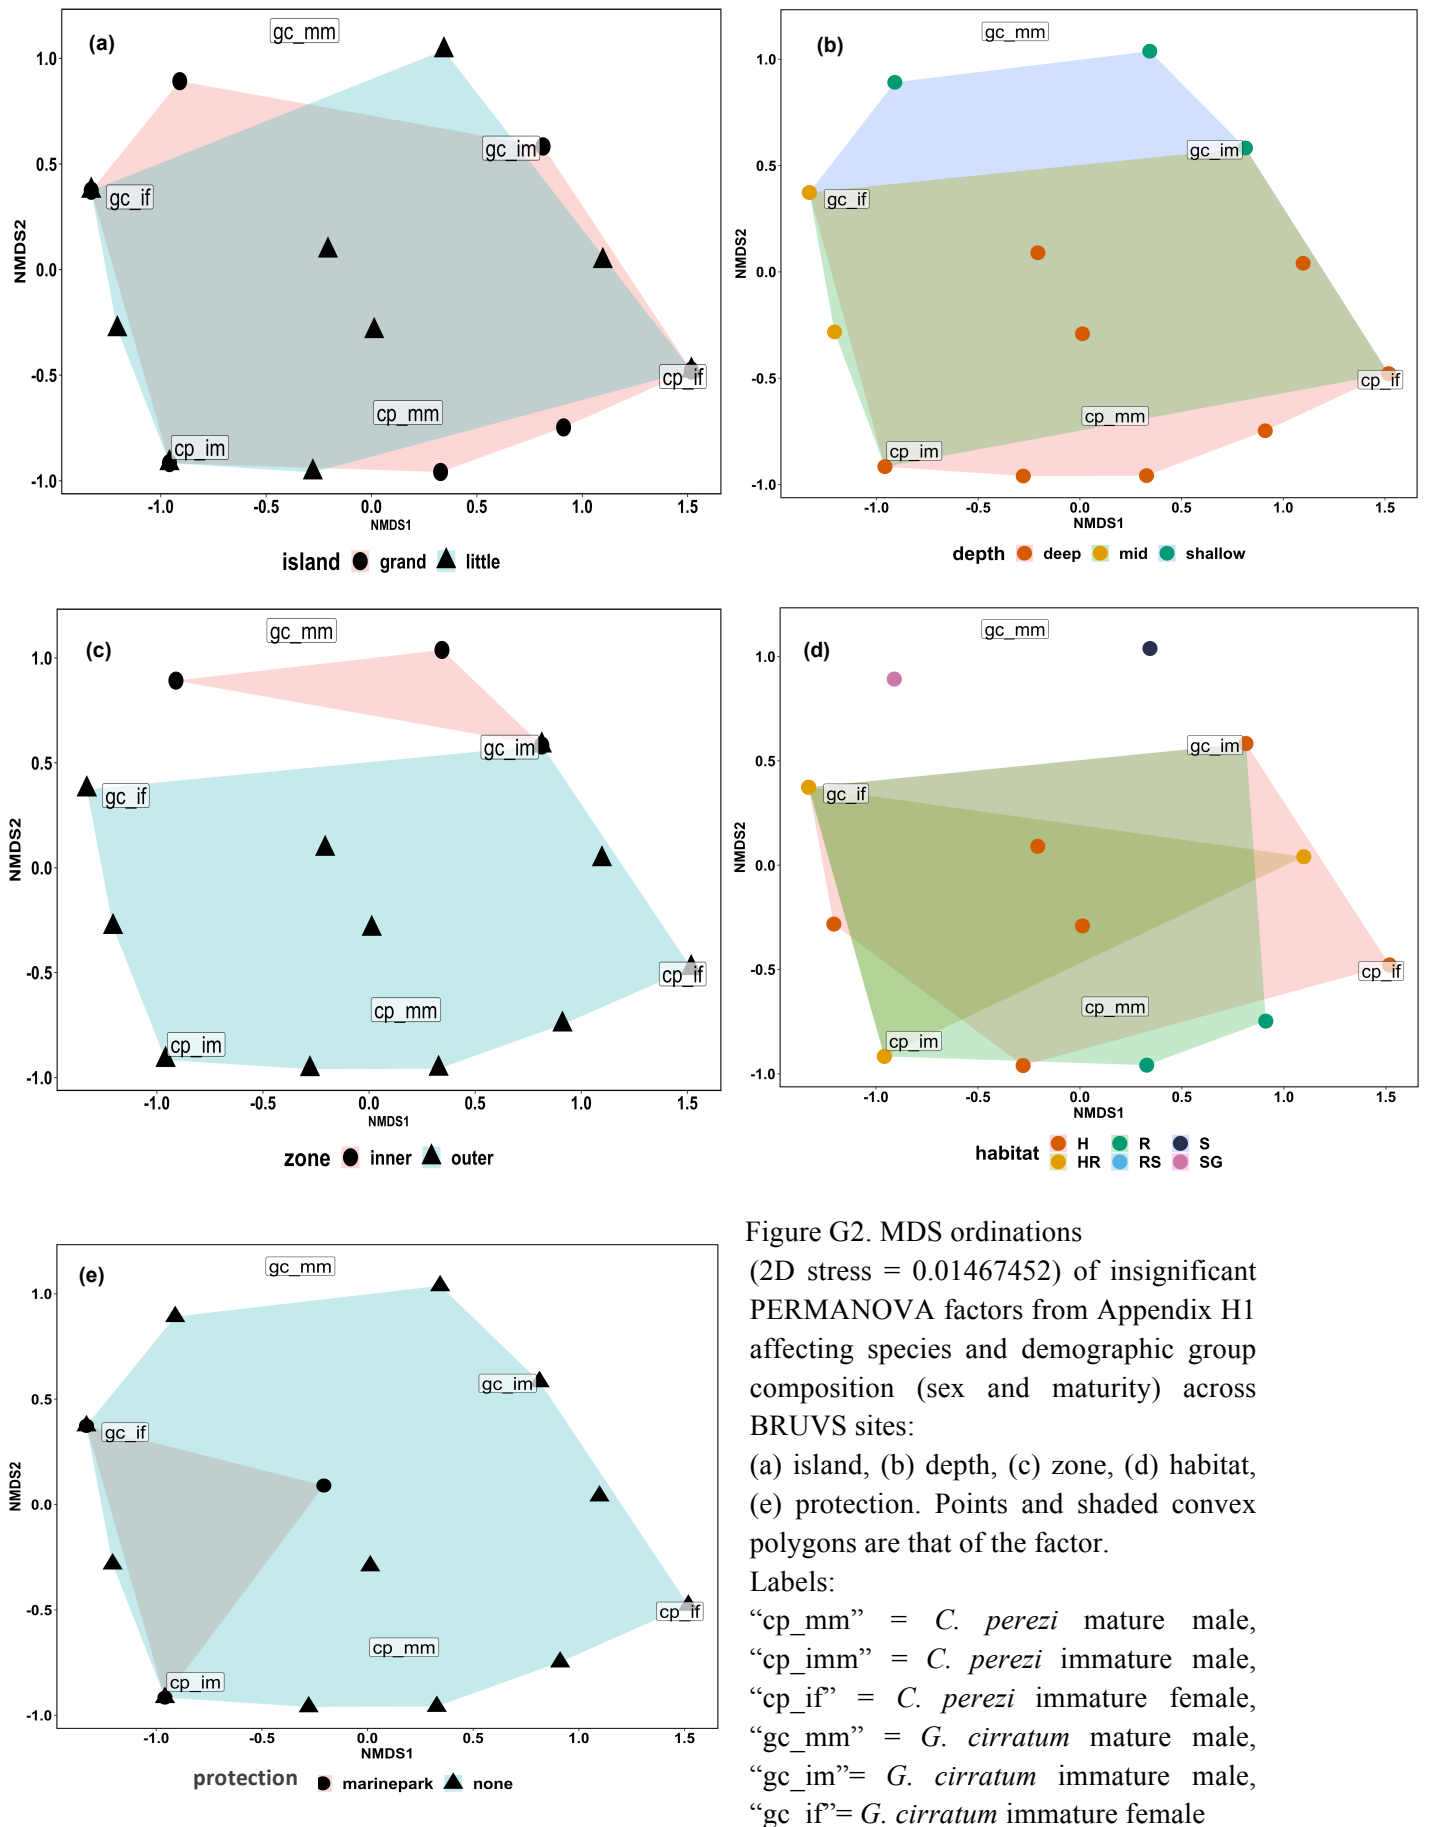 (a)
gc_mm
gc_im
gc_if
cp_if
cp_mm
cp_im
1.0
0.5
0.0
-0.5
-1.0
NMDS2
-1.0 -0.5 0.0 0.5 1.0 1.5
NMDS1
island grand little
(b)
gc_mm
gc_im
gc_if
cp_if
cp_mm
cp_im
1.0
0.5
0.0
-0.5
-1.0
NMDS2
-1.0 -0.5 0.0 0.5 1.0 1.5
NMDS1
depth deep mid shallow
(c)
gc_mm
gc_im
gc_if
cp_if
cp_mm
cp_im
1.0
0.5
0.0
-0.5
-1.0
NMDS2
-1.0 -0.5 0.0 0.5 1.0 1.5
NMDS1
zone inner outer
(d)
gc_mm
gc_im
gc_if
cp_if
cp_mm
cp_im
1.0
0.5
0.0
-0.5
-1.0
NMDS2
-1.0 -0.5 0.0 0.5 1.0 1.5
NMDS1
habitat
H R S
HR RS SG
(e)
gc_mm
gc_im
gc_if
cp_if
cp_mm
cp_im
1.0
0.5
0.0
-0.5
-1.0
NMDS2
-1.0 -0.5 0.0 0.5 1.0 1.5
NMDS1
protection marinepark none
Figure G2. MDS ordinations
(2D stress = 0.01467452) of insignificant
PERMANOVA factors from Appendix H1
affecting species and demographic group
composition (sex and maturity) across
BRUVS sites:
(a) island, (b) depth, (c) zone, (d) habitat,
(e) protection. Points and shaded convex
polygons are that of the factor.
Labels:
“cp_mm” = C. perezi mature male,
“cp_imm” = C. perezi immature male,
“cp_if” = C. perezi immature female,
“gc_mm” = G. cirratum mature male,
“gc_im”= G. cirratum immature male,
“gc_if”= G. cirratum immature female